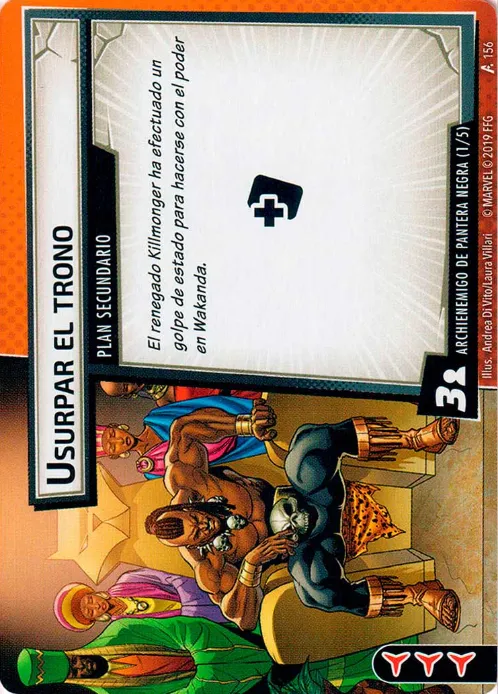 USURPAR EL TRONO
PLAN SECUNDARIO
El renegado Killmonger ha efectuado un
golpe de estado para hacerse con el poder
en Wakanda.
3
ARCHIENEMIGO DE PANTERA NEGRA (1/5)
Illus. Andrea Di Vito/Laura Villari © MARVEL © 2019 FFG 156